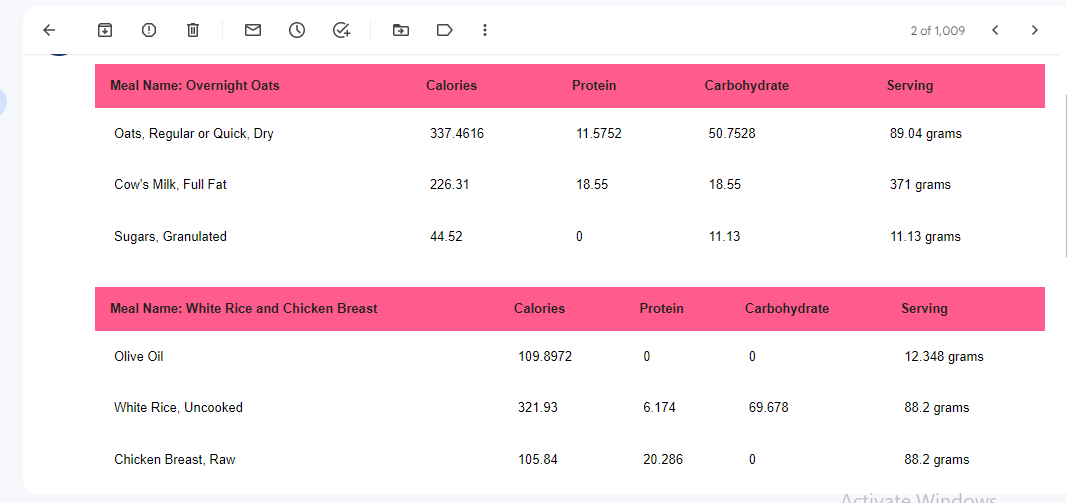 2 of 1,009
Meal Name: Overnight Oats Calories Protein Carbohydrate Serving
Oats, Regular or Quick, Dry 337.4616 11.5752 50.7528 89.04 grams
Cow's Milk, Full Fat 226.31 18.55 18.55 371 grams
Sugars, Granulated 44.52 0 11.13 11.13 grams
Meal Name: White Rice and Chicken Breast Calories Protein Carbohydrate Serving
Olive Oil 109.8972 0 0 12.348 grams
White Rice, Uncooked 321.93 6.174 69.678 88.2 grams
Chicken Breast, Raw 105.84 20.286 0 88.2 grams
Activate Windows